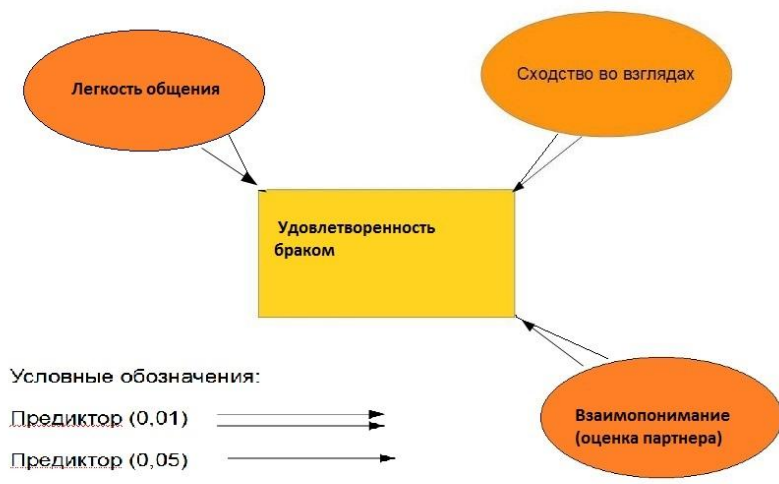 Легкость общения
Сходство во взглядах
Удовлетворенность
браком
Взаимопонимание
(оценка партнера)
Условные обозначения:
Предиктор (0,01)
Предиктор (0,05)